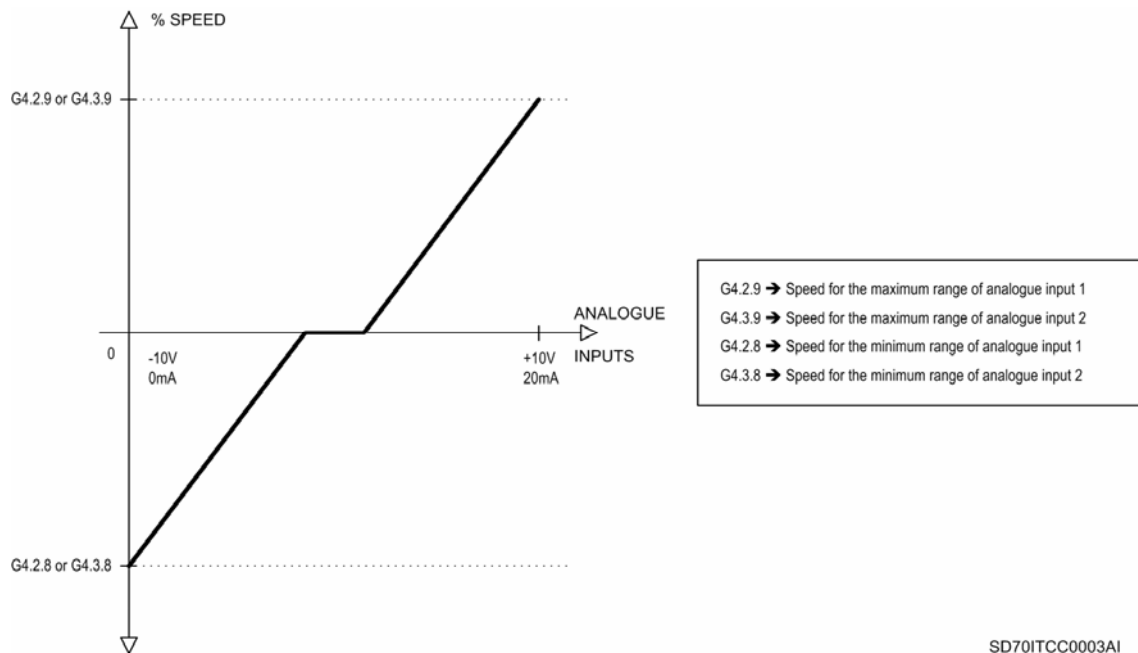 % SPEED
G4.2.9 or G4.3.9
ANALOGUE
INPUTS
0
-10V
0mA
+10V
20mA
G4.2.8 or G4.3.8
G4.2.9 ➔ Speed for the maximum range of analogue input 1
G4.3.9 ➔ Speed for the maximum range of analogue input 2
G4.2.8 ➔ Speed for the minimum range of analogue input 1
G4.3.8 ➔ Speed for the minimum range of analogue input 2
SD70ITCC0003AI